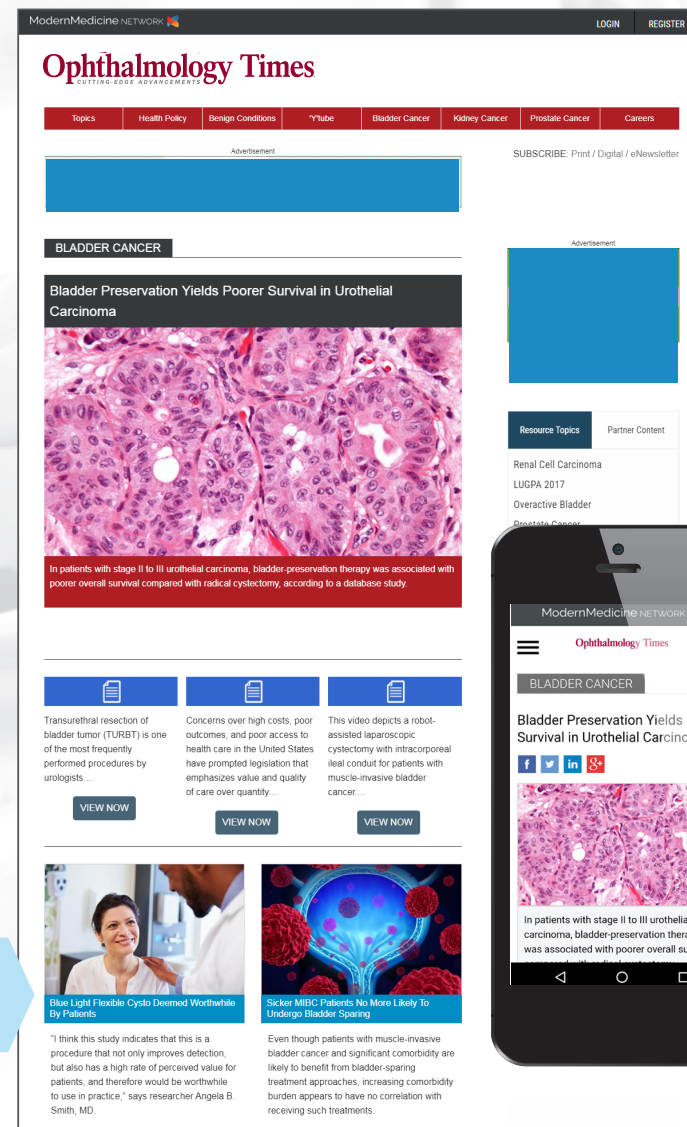 ModernMedicine NETWORK
LOGIN
REGISTER
Ophthalmology Times
CUTTING-EDGE ADVANCEMENTS
Topics
Health Policy
Benign Conditions
'Y'tube
Bladder Cancer
Kidney Cancer
Prostate Cancer
Careers
Advertisement
SUBSCRIBE: Print / Digital / eNewsletter
BLADDER CANCER
Bladder Preservation Yields Poorer Survival in Urothelial
Carcinoma
In patients with stage II to III urothelial carcinoma, bladder-preservation therapy was associated with
poorer overall survival compared with radical cystectomy, according to a database study.
Advertisement
Resource Topics
Partner Content
Renal Cell Carcinoma
LUGPA 2017
Overactive Bladder
Prostate Cancer
Transurethral resection of
bladder tumor (TURBT) is one
of the most frequently
performed procedures by
urologists....
VIEW NOW
Concerns over high costs, poor
outcomes, and poor access to
health care in the United States
have prompted legislation that
emphasizes value and quality
of care over quantity....
VIEW NOW
This video depicts a robot-
assisted laparoscopic
cystectomy with intracorporeal
ileal conduit for patients with
muscle-invasive bladder
cancer....
VIEW NOW
Blue Light Flexible Cysto Deemed Worthwhile
By Patients
"I think this study indicates that this is a
procedure that not only improves detection,
but also has a high rate of perceived value for
patients, and therefore would be worthwhile
to use in practice," says researcher Angela B.
Smith, MD.
Sicker MIBC Patients No More Likely To
Undergo Bladder Sparing
Even though patients with muscle-invasive
bladder cancer and significant comorbidity are
likely to benefit from bladder-sparing
treatment approaches, increasing comorbidity
burden appears to have no correlation with
receiving such treatments.
ModernMedicine NETWORK
Ophthalmology Times
BLADDER CANCER
Bladder Preservation Yields
Survival in Urothelial Carcino
f in 8+
In patients with stage II to III urothelia
carcinoma, bladder-preservation thera
was associated with poorer overall su
compared with radical cystectomy